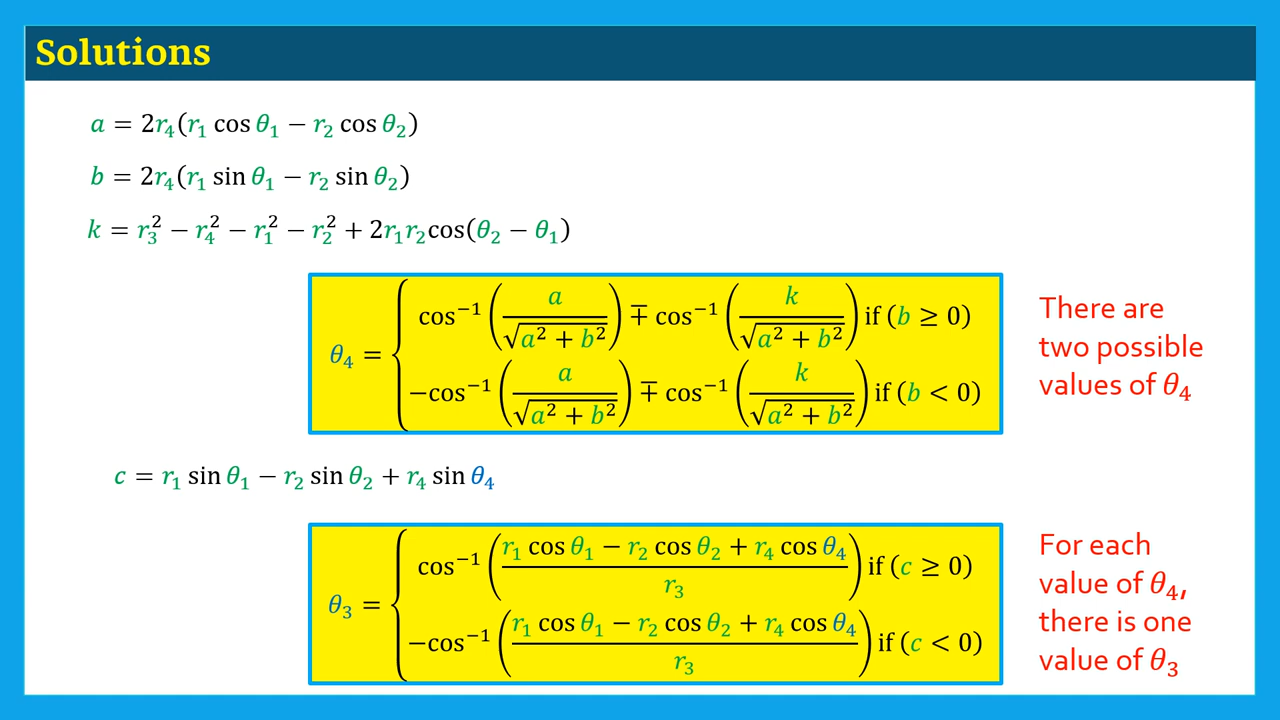 Solutions
a = 2r₄(r₁ cos θ₁ − r₂ cos θ₂)
b = 2r₄(r₁ sin θ₁ − r₂ sin θ₂)
k = r₃² − r₄² − r₁² − r₂² + 2r₁r₂cos(θ₂ − θ₁)
θ₄ = { cos⁻¹(a / √(a² + b²)) ∓ cos⁻¹(k / √(a² + b²)) if (b ≥ 0)
−cos⁻¹(a / √(a² + b²)) ∓ cos⁻¹(k / √(a² + b²)) if (b < 0)
There are
two possible
values of θ₄
c = r₁ sin θ₁ − r₂ sin θ₂ + r₄ sin θ₄
θ₃ = { cos⁻¹((r₁ cos θ₁ − r₂ cos θ₂ + r₄ cos θ₄) / r₃) if (c ≥ 0)
−cos⁻¹((r₁ cos θ₁ − r₂ cos θ₂ + r₄ cos θ₄) / r₃) if (c < 0)
For each
value of θ₄,
there is one
value of θ₃